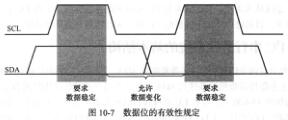 SCL
SDA
要求
数据稳定
允许
数据变化
要求
数据稳定
图 10-7 数据位的有效性规定